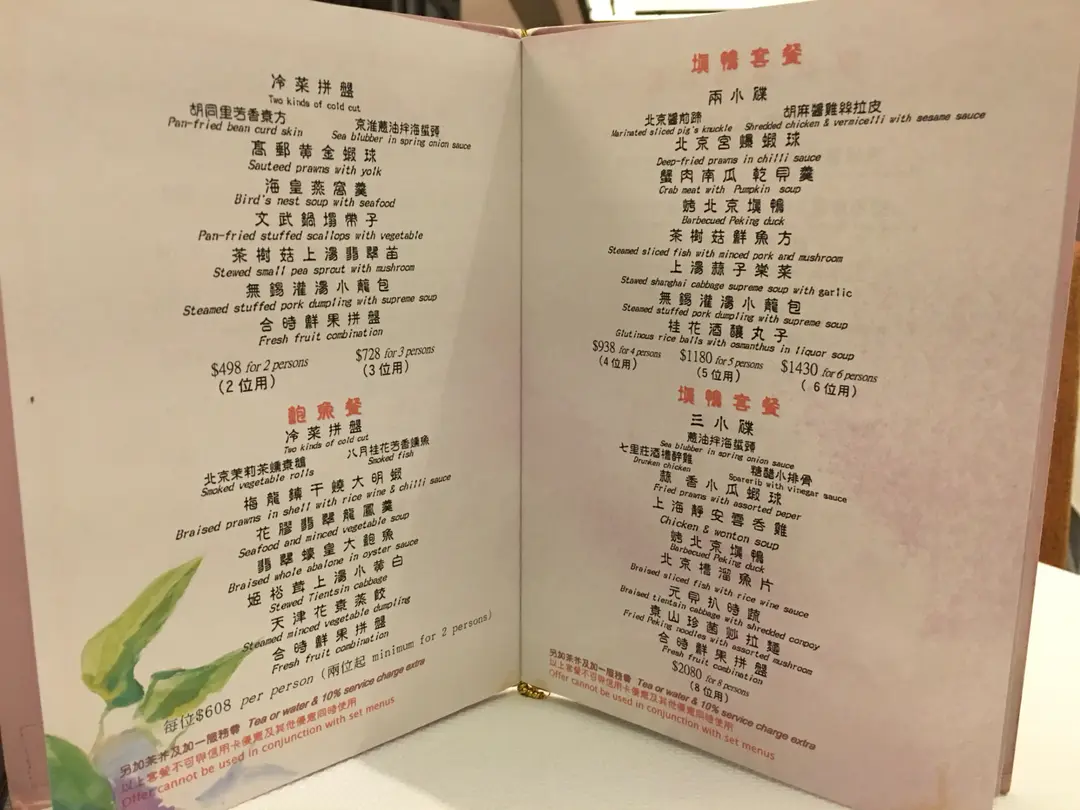 冷菜拼盤
Two kinds of cold cut
胡同里芳香素方 京淮蔥油拌海蜇頭
Pan-fried bean curd skin Sea blubber in spring onion sauce
高郵黃金蝦球
Sauteed prawns with yolk
海皇燕窩羹
Bird's nest soup with seafood
文武鍋塌帶子
Pan-fried stuffed scallops with vegetable
茶樹菇上湯翡翠苗
Stewed small pea sprout with mushroom
無錫灌湯小籠包
Steamed stuffed pork dumpling with supreme soup
合時鮮果拼盤
Fresh fruit combination
$498 for 2 persons $728 for 3 persons
(2位用) (3位用)
鮑魚餐
冷菜拼盤
Two kinds of cold cut
北京茉莉茶燻素鵝 八月桂花芳香燻魚
Smoked vegetable rolls Smoked fish
梅龍鎮干燒大明蝦
Braised prawns in shell with rice wine & chilli sauce
花膠翡翠龍鳳羹
Seafood and minced vegetable soup
翡翠蠔皇大鮑魚
Braised whole abalone in oyster sauce
姬松茸上湯小黃白
Stewed Tientsin cabbage
天津花素蒸餃
Steamed minced vegetable dumpling
合時鮮果拼盤
Fresh fruit combination
每位$608 per person (兩位起 minimum for 2 persons)
另加茶芥及加一服務費 Tea or water & 10% service charge extra
以上套餐不可與信用卡優惠及其他優惠同時使用
Offer cannot be used in conjunction with set menus
填鴨套餐
兩小碟
北京醬煎蹄 胡麻醬雞絲拉皮
Marinated sliced pig's knuckle Shredded chicken & vermicelli with sesame sauce
北京宮爆蝦球
Deep-fried prawns in chilli sauce
蟹肉南瓜乾貝羹
Crab meat with Pumpkin soup
烤北京填鴨
Barbecued Peking duck
茶樹菇鮮魚方
Steamed sliced fish with minced pork and mushroom
上湯蒜子棠菜
Stawed shanghai cabbage supreme soup with garlic
無錫灌湯小籠包
Steamed stuffed pork dumpling with supreme soup
桂花酒釀丸子
Glutinous rice balls with osmanthus in liquor soup
$938 for 4 persons $1180 for 5 persons $1430 for 6 persons
(4位用) (5位用) (6位用)
填鴨套餐
三小碟
蔥油拌海蜇頭
Sea blubber in spring onion sauce
七里莊酒禮醉雞 糖醋小排骨
Drunken chicken Sparerib with vinegar sauce
蒜香小瓜蝦球
Fried prawns with assorted peper
上海靜安雲吞雞
Chicken & wonton soup
烤北京填鴨
Barbecued Peking duck
北京槽溜魚片
Braised sliced fish with rice wine sauce
元貝扒時蔬
Braised tientsin cabbage with shredded conpoy
景山珍菌炒拉麵
Fried Peking noodles with assorted mushroom
合時鮮果拼盤
Fresh fruit combination
$2080 for 8 persons
(8位用)
另加茶芥及加一服務費 Tea or water & 10% service charge extra
以上套餐不可與信用卡優惠及其他優惠同時使用
Offer cannot be used in conjunction with set menus